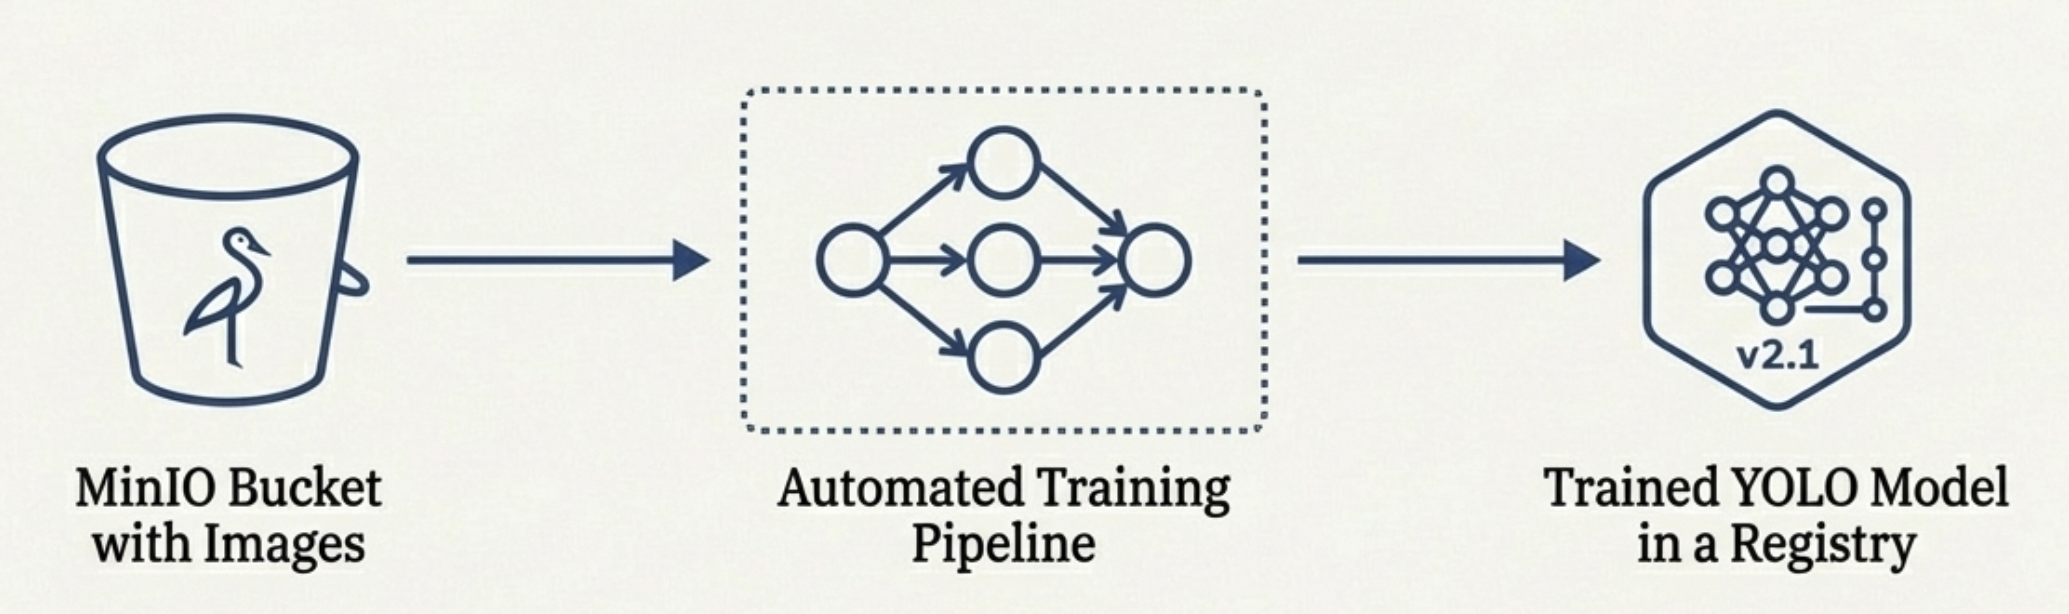 MinIO Bucket
with Images
Automated Training
Pipeline
v2.1
Trained YOLO Model
in a Registry